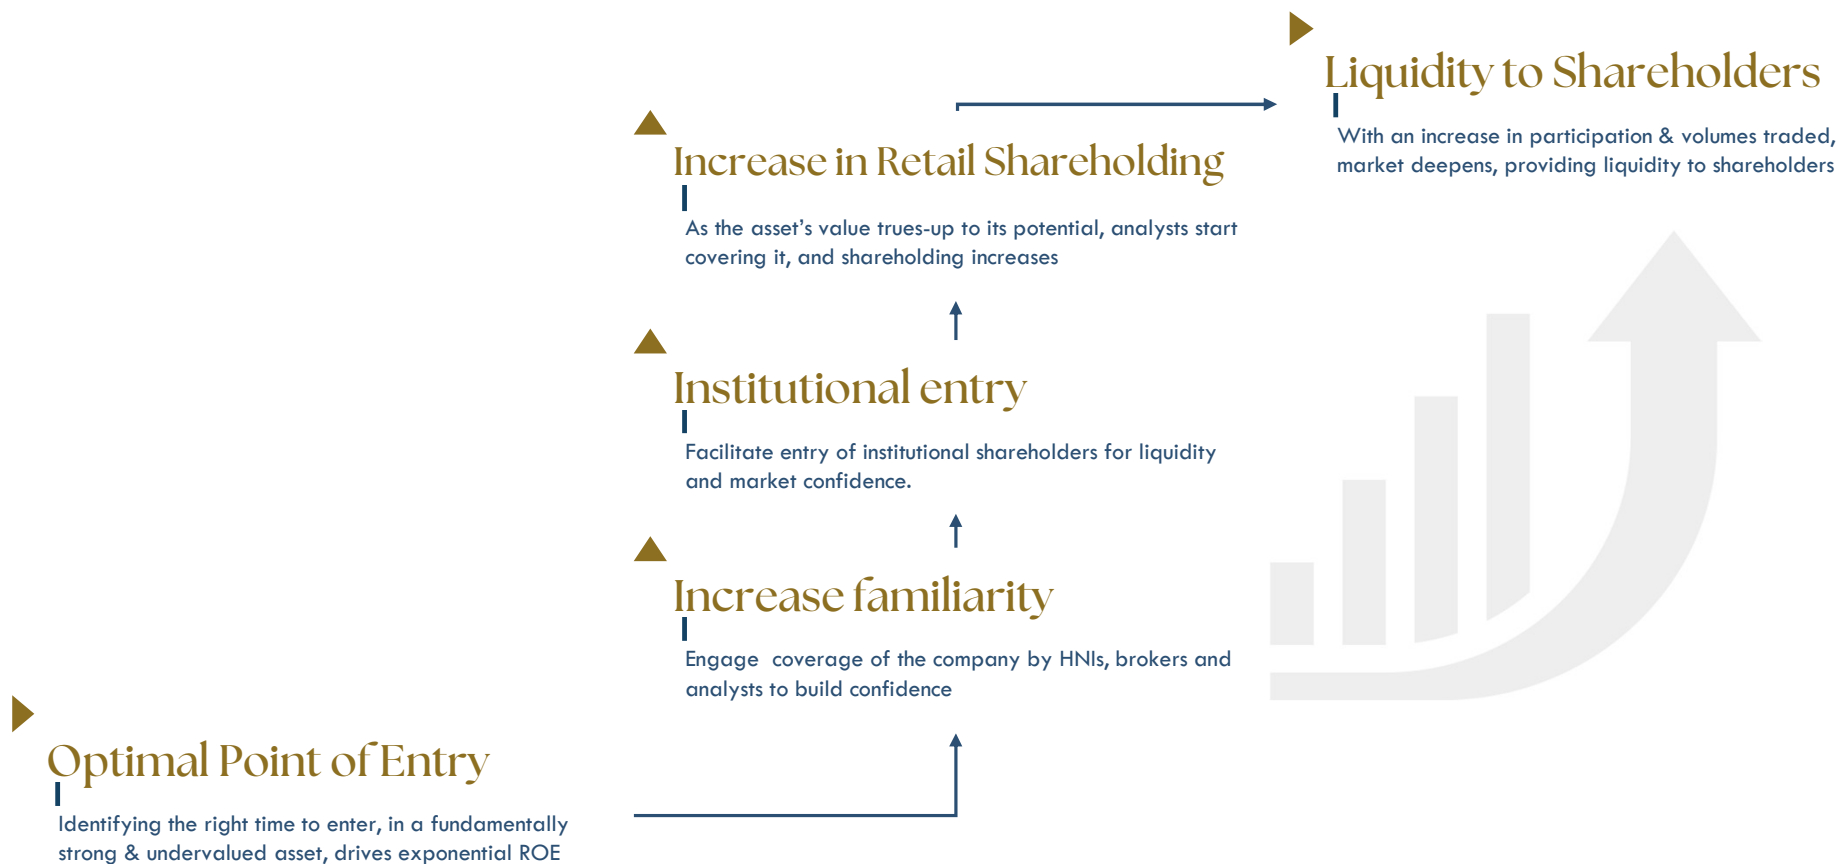 Liquidity to Shareholders
With an increase in participation & volumes traded,
market deepens, providing liquidity to shareholders
Increase in Retail Shareholding
As the asset's value trues-up to its potential, analysts start
covering it, and shareholding increases
Institutional entry
Facilitate entry of institutional shareholders for liquidity
and market confidence.
Increase familiarity
Engage  coverage of the company by HNIs, brokers and
analysts to build confidence
Optimal Point of Entry
Identifying the right time to enter, in a fundamentally
strong & undervalued asset, drives exponential ROE